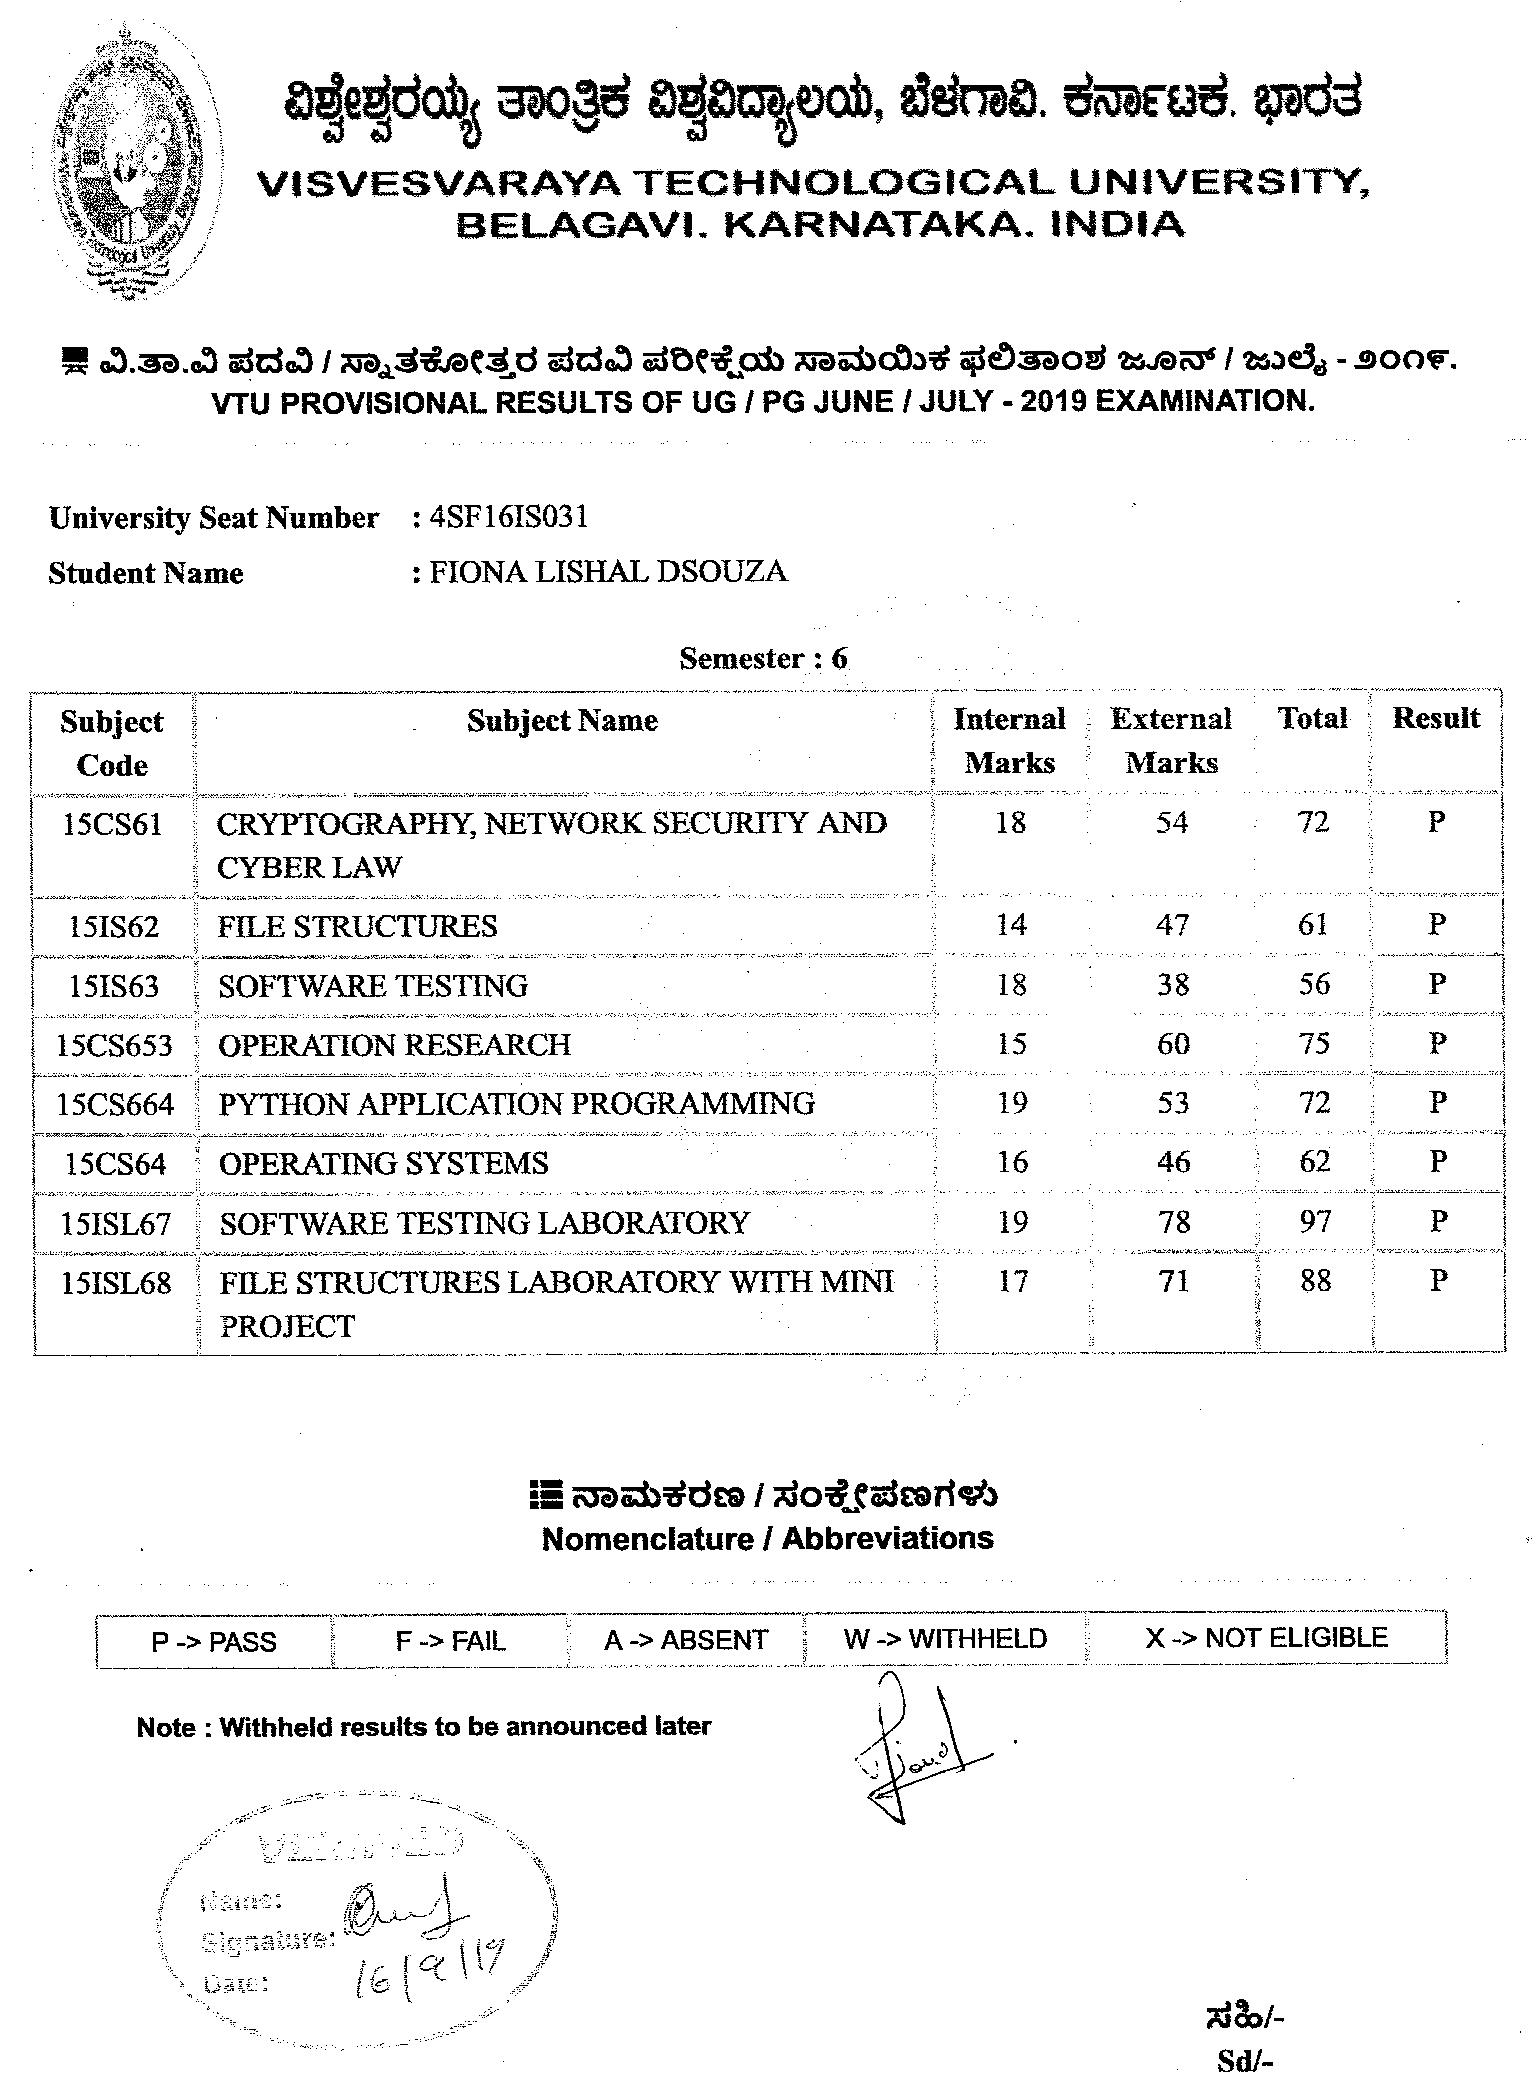 ವಿಶ್ವೇಶ್ವರಯ್ಯ ತಾಂತ್ರಿಕ ವಿಶ್ವವಿದ್ಯಾಲಯ, ಬೆಳಗಾವಿ. ಕರ್ನಾಟಕ. ಭಾರತ
VISVESVARAYA TECHNOLOGICAL UNIVERSITY,
BELAGAVI. KARNATAKA. INDIA
ವಿ.ತಾ.ವಿ ಪದವಿ / ಸ್ನಾತಕೋತ್ತರ ಪದವಿ ಪರೀಕ್ಷೆಯ ಸಾಮಯಿಕ ಫಲಿತಾಂಶ ಜೂನ್ / ಜುಲೈ - ೨೦೧೯.
VTU PROVISIONAL RESULTS OF UG / PG JUNE / JULY - 2019 EXAMINATION.
University Seat Number : 4SF16IS031
Student Name : FIONA LISHAL DSOUZA
Semester : 6
Subject Code Subject Name Internal Marks External Marks Total Result
15CS61 CRYPTOGRAPHY, NETWORK SECURITY AND 18 54 72 P
CYBER LAW
15IS62 FILE STRUCTURES 14 47 61 P
15IS63 SOFTWARE TESTING 18 38 56 P
15CS653 OPERATION RESEARCH 15 60 75 P
15CS664 PYTHON APPLICATION PROGRAMMING 19 53 72 P
15CS64 OPERATING SYSTEMS 16 46 62 P
15ISL67 SOFTWARE TESTING LABORATORY 19 78 97 P
15ISL68 FILE STRUCTURES LABORATORY WITH MINI 17 71 88 P
PROJECT
ನಾಮಕರಣ / ಸಂಕ್ಷೇಪಣಗಳು
Nomenclature / Abbreviations
P -> PASS F -> FAIL A -> ABSENT W -> WITHHELD X -> NOT ELIGIBLE
Note : Withheld results to be announced later
VERIFIED
Name:
Signature:
Date: 16/9/19
ಸಹಿ/-
Sd/-